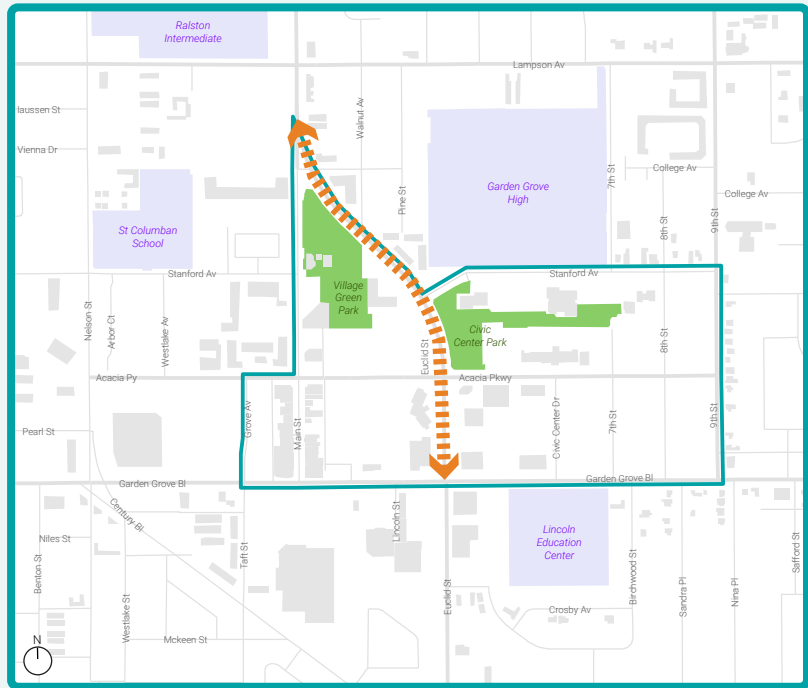 Ralston
Intermediate
Lampson Av
laussen St
Walnut Av
Vienna Dr
College Av
7th St
Garden Grove
High
Pine St
College Av
St Columban
School
8th St
9th St
Stanford Av
Stanford Av
Village
Green
Park
Nelson St
Arbor Ct
Westlake Av
Civic
Center Park
Euclid St
8th St
Acacia Py
Acacia Pkwy
Grove Av
Main St
Civic Center Dr
7th St
9th St
Pearl St
Garden Grove Bl
Garden Grove Bl
Century Bl
Lincoln St
Lincoln
Education
Center
Niles St
Benton St
Taft St
Safford St
Westlake St
Euclid St
Birchwood St
Sandra Pl
Nina Pl
Crosby Av
Mckeen St
N